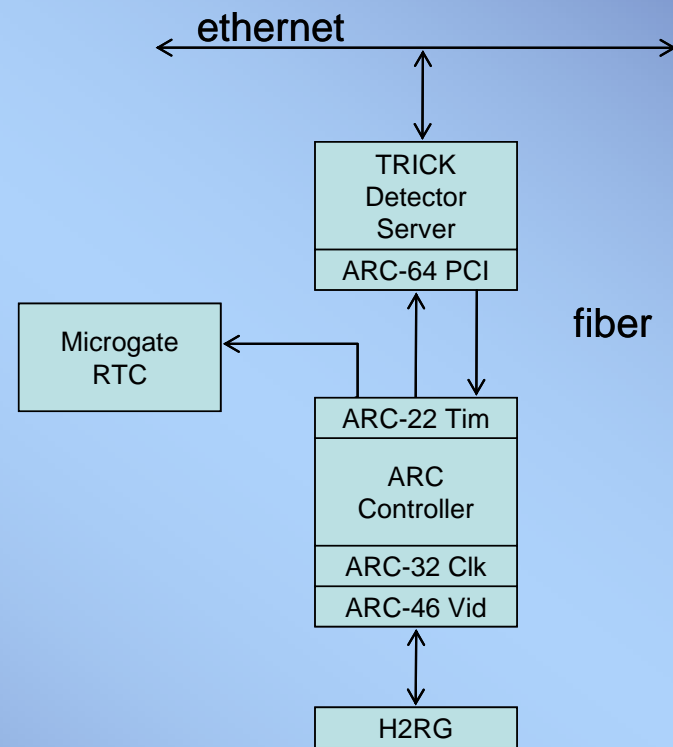 ethernet
TRICK
Detector
Server
ARC-64 PCI
fiber
Microgate
RTC
ARC-22 Tim
ARC
Controller
ARC-32 Clk
ARC-46 Vid
H2RG